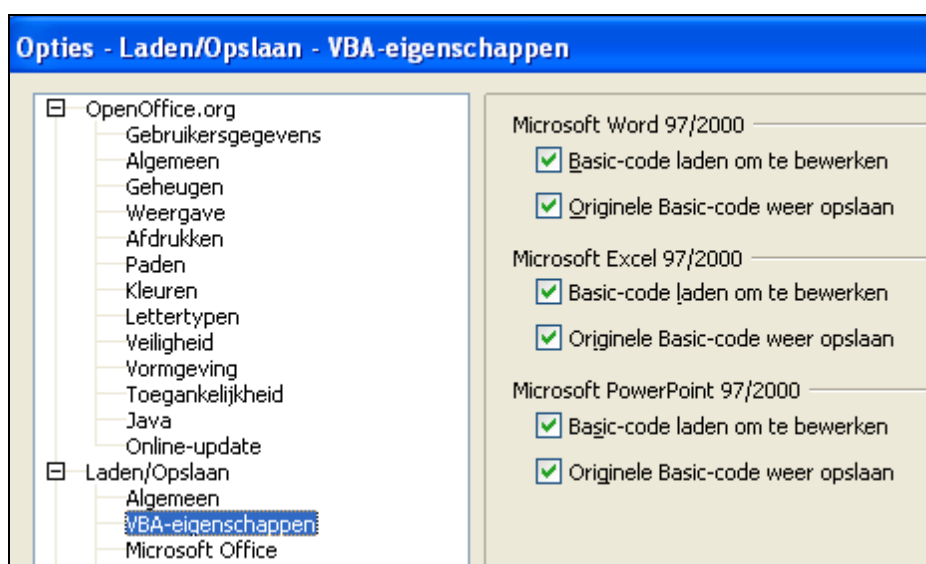 Opties - Laden/Opslaan - VBA-eigenschappen
OpenOffice.org
Gebruikersgegevens
Algemeen
Geheugen
Weergave
Afdrukken
Paden
Kleuren
Lettertypen
Veiligheid
Vormgeving
Toegankelijkheid
Java
Online-update
Laden/Opslaan
Algemeen
VBA-eigenschappen
Microsoft Office
Microsoft Word 97/2000
Basic-code laden om te bewerken
Originele Basic-code weer opslaan
Microsoft Excel 97/2000
Basic-code laden om te bewerken
Originele Basic-code weer opslaan
Microsoft PowerPoint 97/2000
Basic-code laden om te bewerken
Originele Basic-code weer opslaan